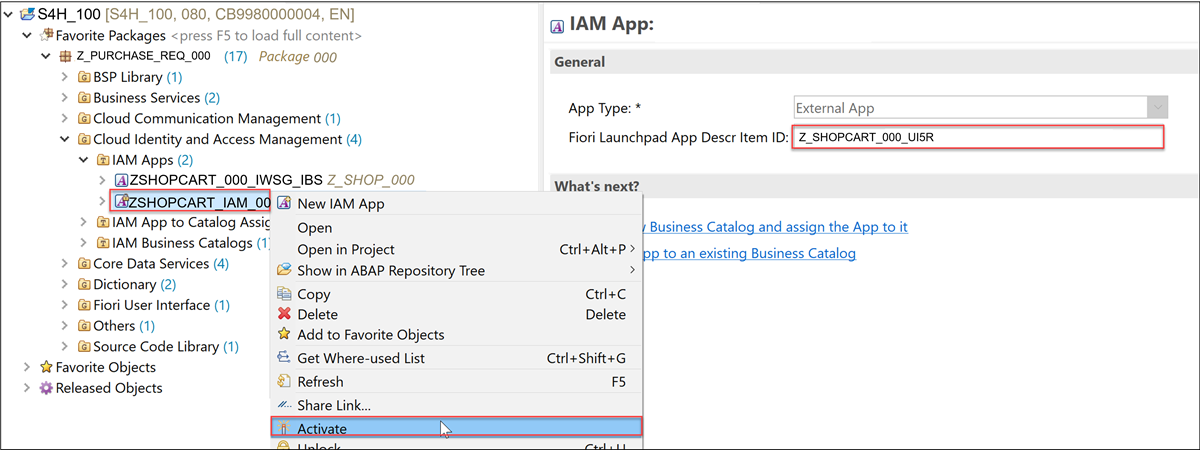 S4H_100 [S4H_100, 080, CB9980000004, EN]
Favorite Packages <press F5 to load full content>
Z_PURCHASE_REQ_000 (17) Package 000
BSP Library (1)
Business Services (2)
Cloud Communication Management (1)
Cloud Identity and Access Management (4)
IAM Apps (2)
ZSHOPCART_000_IWSG_IBS Z_SHOP_000
ZSHOPCART_IAM_00
IAM App to Catalog Assig
IAM Business Catalogs (1)
Core Data Services (4)
Dictionary (2)
Fiori User Interface (1)
Others (1)
Source Code Library (1)
Favorite Objects
Released Objects
New IAM App
Open
Open in Project Ctrl+Alt+P
Show in ABAP Repository Tree
Copy Ctrl+C
Delete Delete
Add to Favorite Objects
Get Where-used List Ctrl+Shift+G
Refresh F5
Share Link...
Activate
Unlock Ctrl+U
IAM App:
General
App Type: * External App
Fiori Launchpad App Descr Item ID: Z_SHOPCART_000_UI5R
What's next?
Business Catalog and assign the App to it
pp to an existing Business Catalog